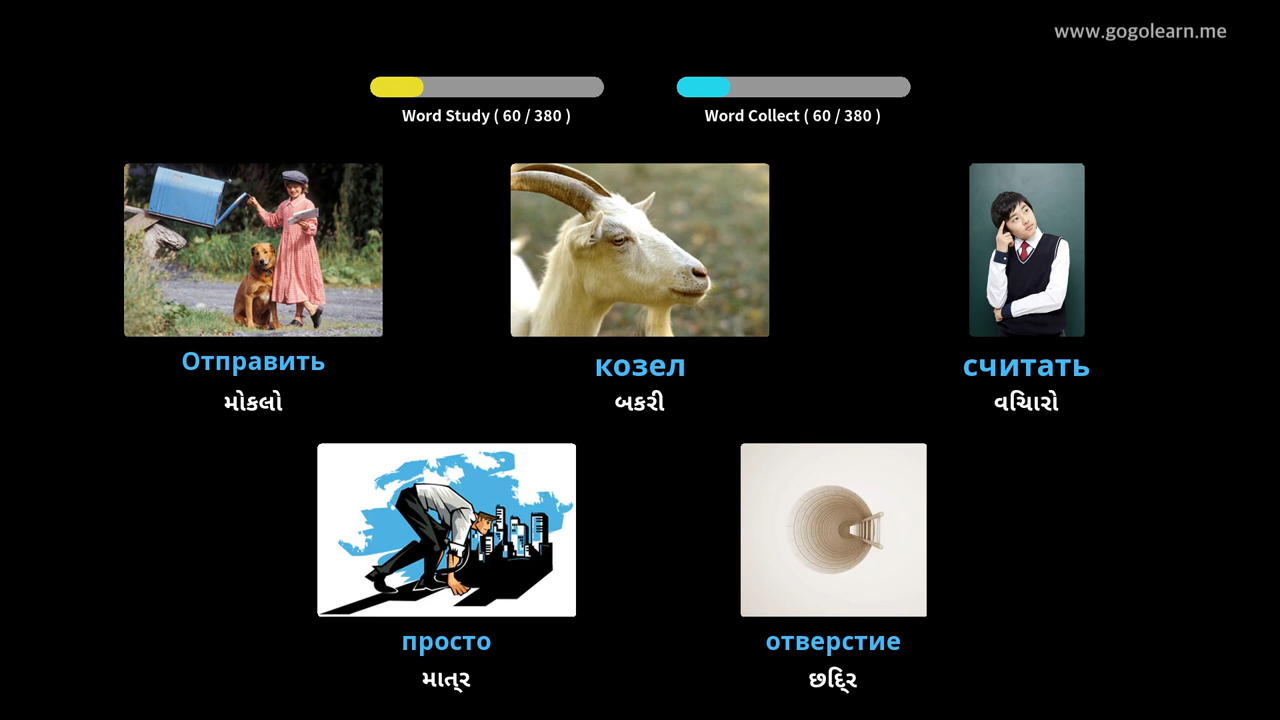 www.gogolearn.me
Word Study ( 60 / 380 )
Word Collect ( 60 / 380 )
Отправить
મોકલો
козел
બકરી
считать
વિચારો
просто
માત્ર
отверстие
છિદ્ર